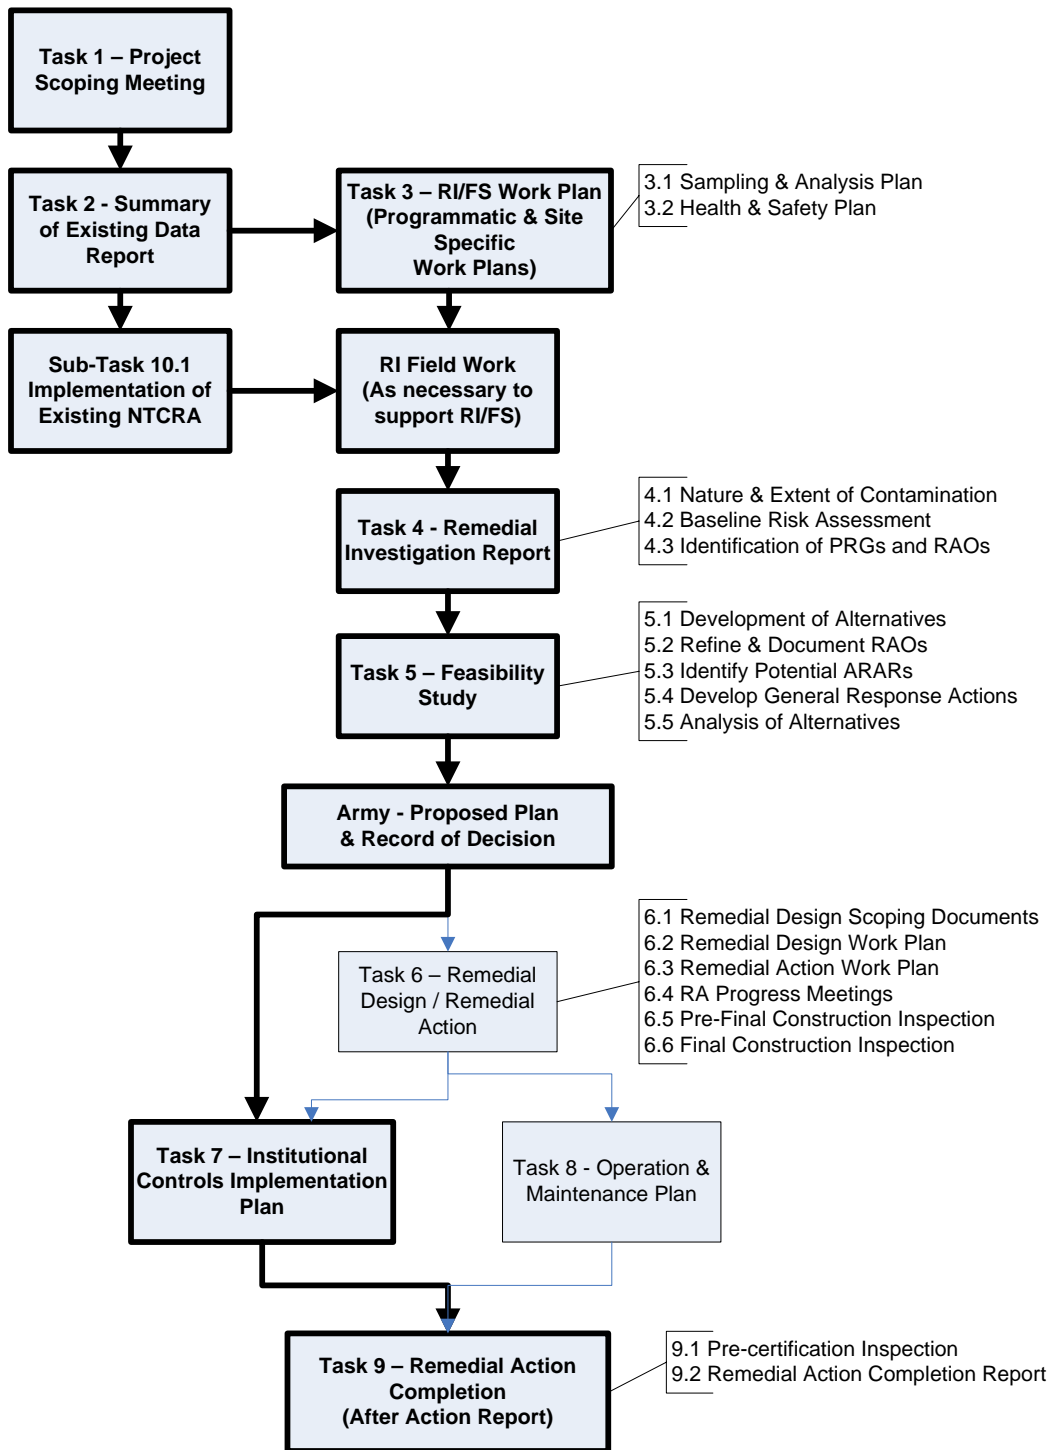 Task 1 – Project
Scoping Meeting
Task 2 - Summary
of Existing Data
Report
Task 3 – RI/FS Work Plan
(Programmatic & Site
Specific
Work Plans)
3.1 Sampling & Analysis Plan
3.2 Health & Safety Plan
Sub-Task 10.1
Implementation of
Existing NTCRA
RI Field Work
(As necessary to
support RI/FS)
Task 4 - Remedial
Investigation Report
4.1 Nature & Extent of Contamination
4.2 Baseline Risk Assessment
4.3 Identification of PRGs and RAOs
Task 5 – Feasibility
Study
5.1 Development of Alternatives
5.2 Refine & Document RAOs
5.3 Identify Potential ARARs
5.4 Develop General Response Actions
5.5 Analysis of Alternatives
Army - Proposed Plan
& Record of Decision
Task 6 – Remedial
Design / Remedial
Action
6.1 Remedial Design Scoping Documents
6.2 Remedial Design Work Plan
6.3 Remedial Action Work Plan
6.4 RA Progress Meetings
6.5 Pre-Final Construction Inspection
6.6 Final Construction Inspection
Task 7 – Institutional
Controls Implementation
Plan
Task 8 - Operation &
Maintenance Plan
Task 9 – Remedial Action
Completion
(After Action Report)
9.1 Pre-certification Inspection
9.2 Remedial Action Completion Report